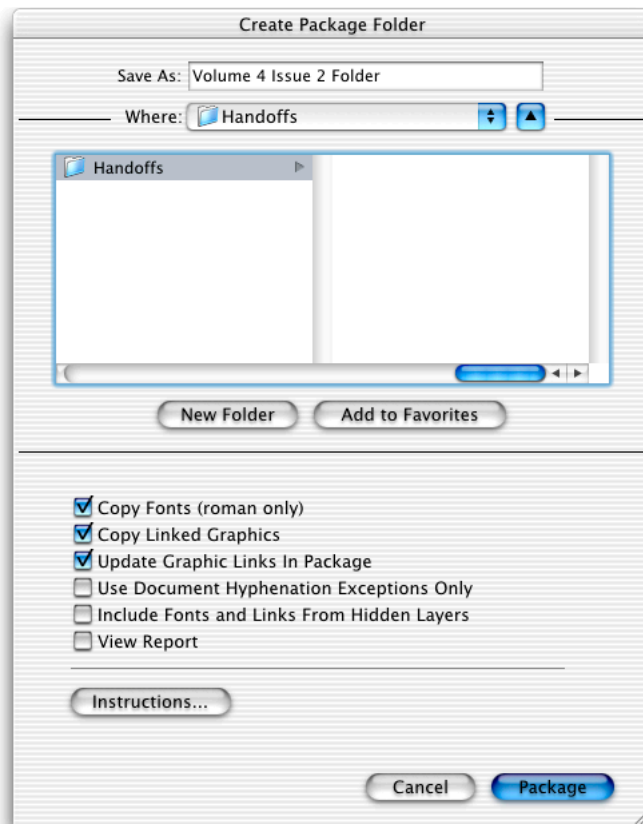 Create Package Folder
Save As: Volume 4 Issue 2 Folder
Where: Handoffs
Handoffs
New Folder Add to Favorites
Copy Fonts (roman only)
Copy Linked Graphics
Update Graphic Links In Package
Use Document Hyphenation Exceptions Only
Include Fonts and Links From Hidden Layers
View Report
Instructions...
Cancel Package